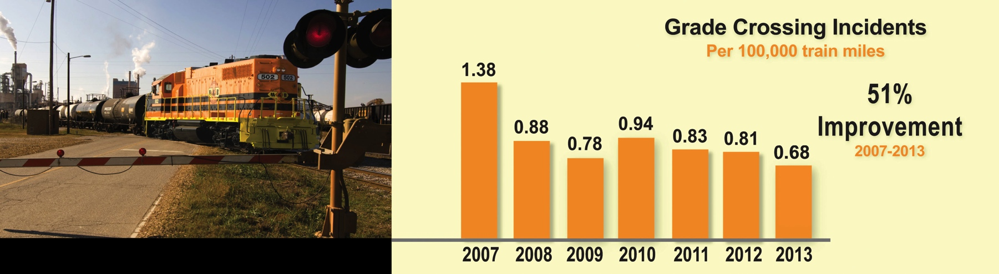 502
502
M&D
M&D
Grade Crossing Incidents
Per 100,000 train miles
51%
Improvement
2007-2013
1.38
0.88
0.78
0.94
0.83
0.81
0.68
2007 2008 2009 2010 2011 2012 2013